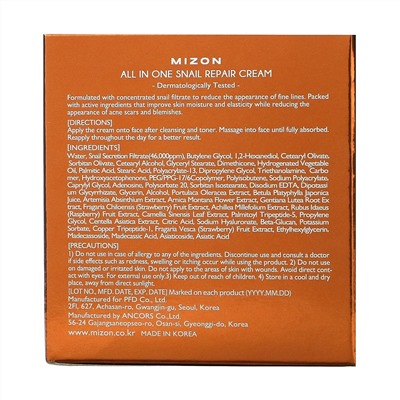 MIZON
ALL IN ONE SNAIL REPAIR CREAM
- Dermatologically Tested -
Formulated with concentrated snail filtrate to reduce the appearance of fine lines. Packed
with active ingredients that improve skin moisture and elasticity while reducing the
appearance of acne scars and blemishes.
[DIRECTIONS]
Apply the cream onto face after cleansing and toner. Massage into face until fully absorbed.
Reapply throughout the day for a better result.
[INGREDIENTS]
Water, Snail Secretion Filtrate(46,000ppm), Butylene Glycol, 1,2-Hexanediol, Cetearyl Olivate,
Sorbitan Olivate, Cetearyl Alcohol, Glyceryl Stearate, Dimethicone, Hydrogenated Vegetable
Oil, Palmitic Acid, Stearic Acid, Polyacrylate-13, Dipropylene Glycol, Triethanolamine, Carbo-
mer, Hydroxyacetophenone, PEG/PPG-17/6Copolymer, Polyisobutene, Sodium Polyacrylate,
Caprylyl Glycol, Adenosine, Polysorbate 20, Sorbitan Isostearate, Disodium EDTA, Dipotassi
um Glycyrrhizate, Glycerin, Alcohol, Portulaca Oleracea Extract, Betula Platyphylla Japonica
Juice, Artemisia Absinthium Extract, Arnica Montana Flower Extract, Gentiana Lutea Root Ex
tract, Fragaria Chiloensis (Strawberry) Fruit Extract, Achillea Millefolium Extract, Rubus Idaeus
(Raspberry) Fruit Extract, Camellia Sinensis Leaf Extract, Palmitoyl Tripeptide-5, Propylene
Glycol, Centella Asiatica Extract, Citric Acid, Sodium Hyaluronate, Beta-Glucan, Potassium
Sorbate, Copper Tripeptide-1, Fragaria Vesca (Strawberry) Fruit Extract, Ethylhexylglycerin,
Madecassoside, Madecassic Acid, Asiaticoside, Asiatic Acid
[PRECAUTIONS]
1) Do not use in case of allergy to any of the ingredients. Discontinue use and consult a doctor
if side effects such as redness, swelling or itching occur while using the product. 2) Do not use
on damaged or irritated skin. Do not apply to the areas of skin with wounds. Avoid direct cont-
act with eyes. For external use only 3) Keep out of reach of children. 4) Store in a cool and dry
place, away from direct sunlight.
[LOT NO., MFD. DATE, EXP. DATE] Marked on each product (YYYY,MM,DD)
Manufactured for PFD Co., Ltd.
2Fl, 627, Achasan-ro, Gwangjin-gu, Seoul, Korea
Manufactured by ANCORS Co., Ltd.
56-24 Gajangsaneopseo-ro, Osan-si, Gyeonggi-do, Korea
www.mizon.co.kr MADE IN KOREA